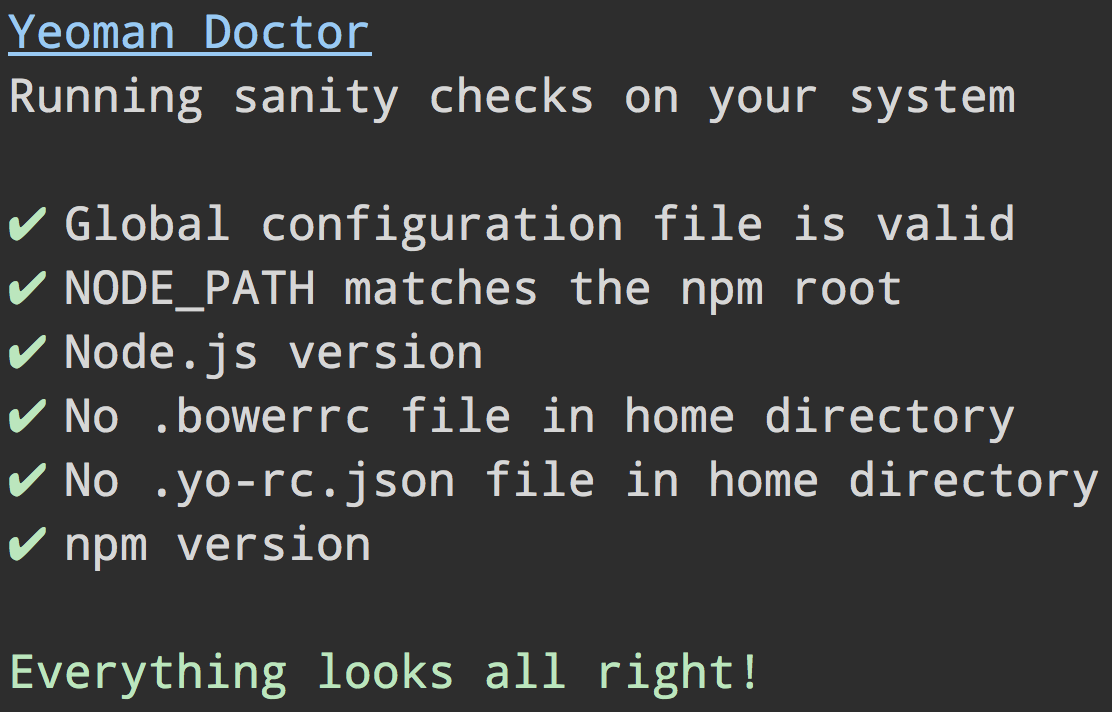 Yeoman Doctor
Running sanity checks on your system
✔ Global configuration file is valid
✔ NODE_PATH matches the npm root
✔ Node.js version
✔ No .bowerrc file in home directory
✔ No .yo-rc.json file in home directory
✔ npm version
Everything looks all right!